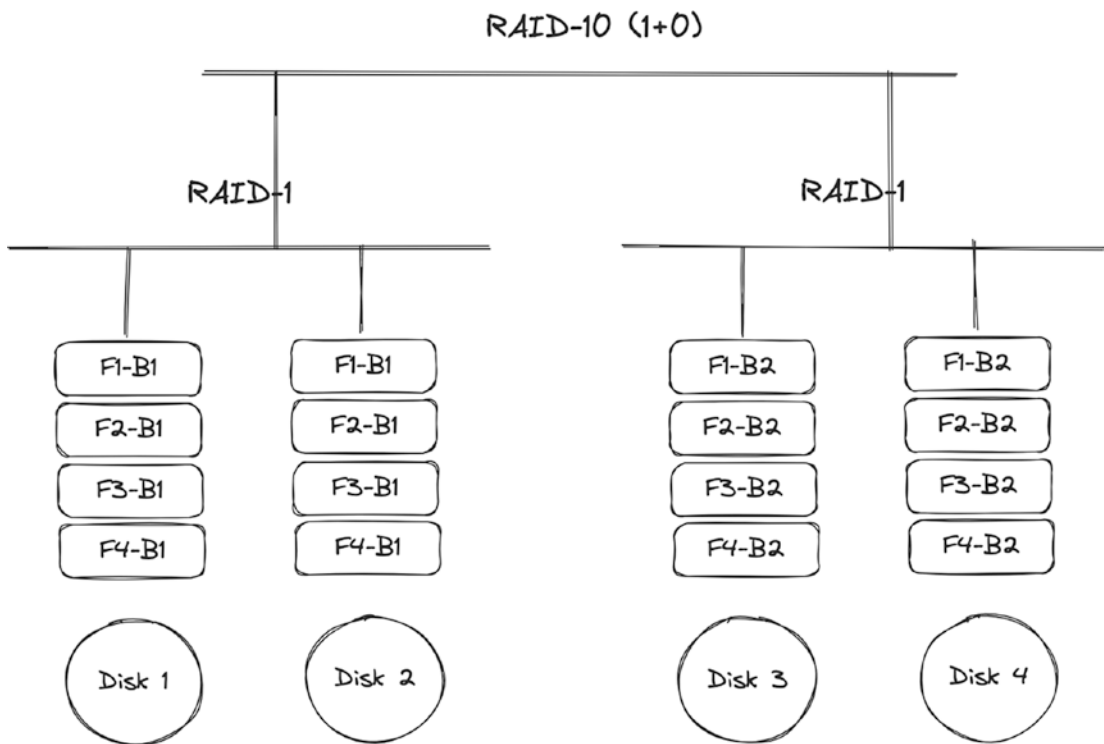 RAID-10 (1+0)
RAID-1
RAID-1
F1-B1
F2-B1
F3-B1
F4-B1
Disk 1
F1-B1
F2-B1
F3-B1
F4-B1
Disk 2
F1-B2
F2-B2
F3-B2
F4-B2
Disk 3
F1-B2
F2-B2
F3-B2
F4-B2
Disk 4